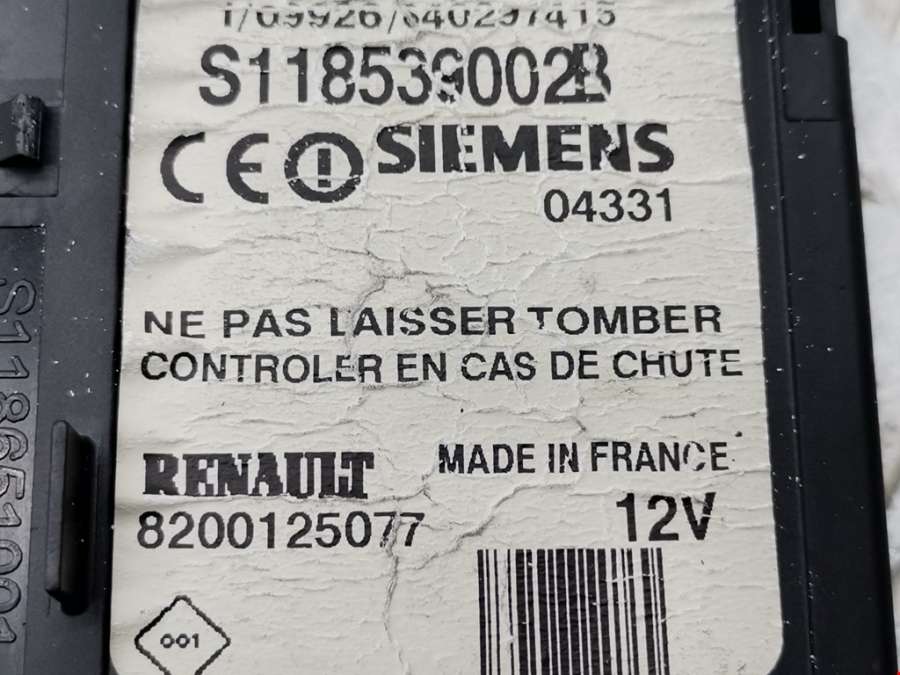 S118539002B
CE SIEMENS
04331
NE PAS LAISSER TOMBER
CONTROLER EN CAS DE CHUTE
RENAULT
MADE IN FRANCE
8200125077
12V
001
S118651001